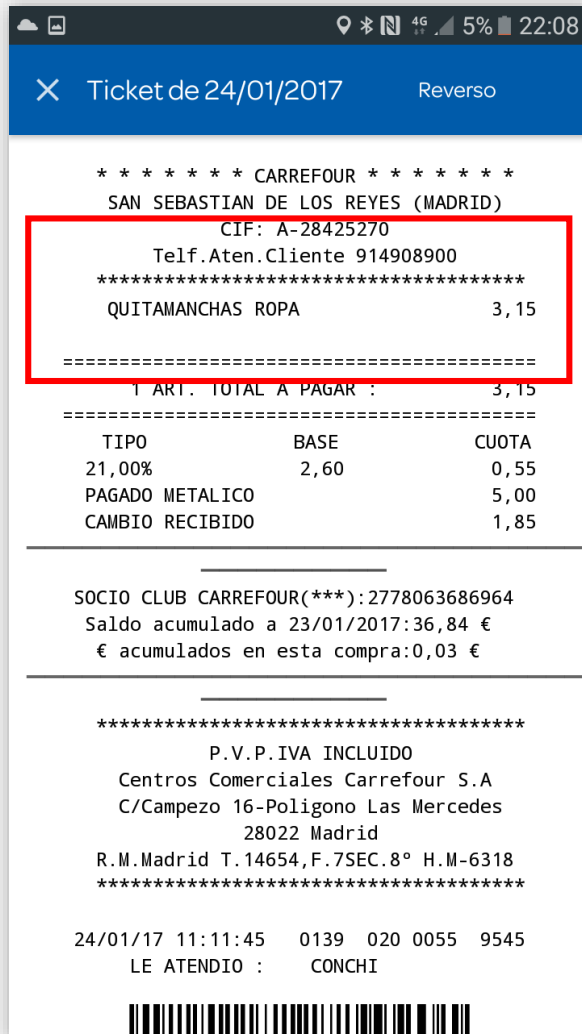 4G 5% 22:08
Ticket de 24/01/2017 Reverso
* * * * * * * CARREFOUR * * * * * * *
SAN SEBASTIAN DE LOS REYES (MADRID)
CIF: A-28425270
Telf.Aten.Cliente 914908900
**************************************
QUITAMANCHAS ROPA 3,15
==========================================
1 ART. TOTAL A PAGAR : 3,15
==========================================
TIPO BASE CUOTA
21,00% 2,60 0,55
PAGADO METALICO 5,00
CAMBIO RECIBIDO 1,85
SOCIO CLUB CARREFOUR(***):2778063686964
Saldo acumulado a 23/01/2017:36,84 €
€ acumulados en esta compra:0,03 €
**************************************
P.V.P.IVA INCLUIDO
Centros Comerciales Carrefour S.A
C/Campezo 16-Poligono Las Mercedes
28022 Madrid
R.M.Madrid T.14654,F.7SEC.8º H.M-6318
**************************************
24/01/17 11:11:45 0139 020 0055 9545
LE ATENDIO : CONCHI